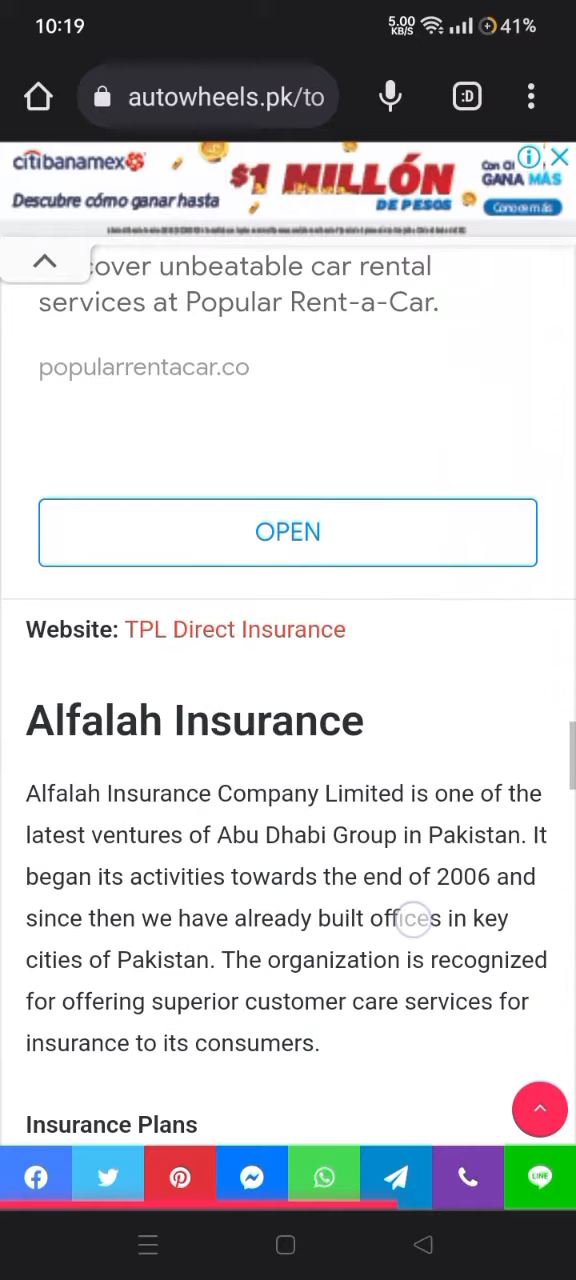 10:19
5.00
KB/S
41%
autowheels.pk/to
:D
citibanamex
Descubre cómo ganar hasta
$1 MILLÓN
DE PESOS
GANA MÁS
Conoce más
cover unbeatable car rental
services at Popular Rent-a-Car.
popularrentacar.co
OPEN
Website: TPL Direct Insurance
Alfalah Insurance
Alfalah Insurance Company Limited is one of the
latest ventures of Abu Dhabi Group in Pakistan. It
began its activities towards the end of 2006 and
since then we have already built offices in key
cities of Pakistan. The organization is recognized
for offering superior customer care services for
insurance to its consumers.
Insurance Plans
LINE